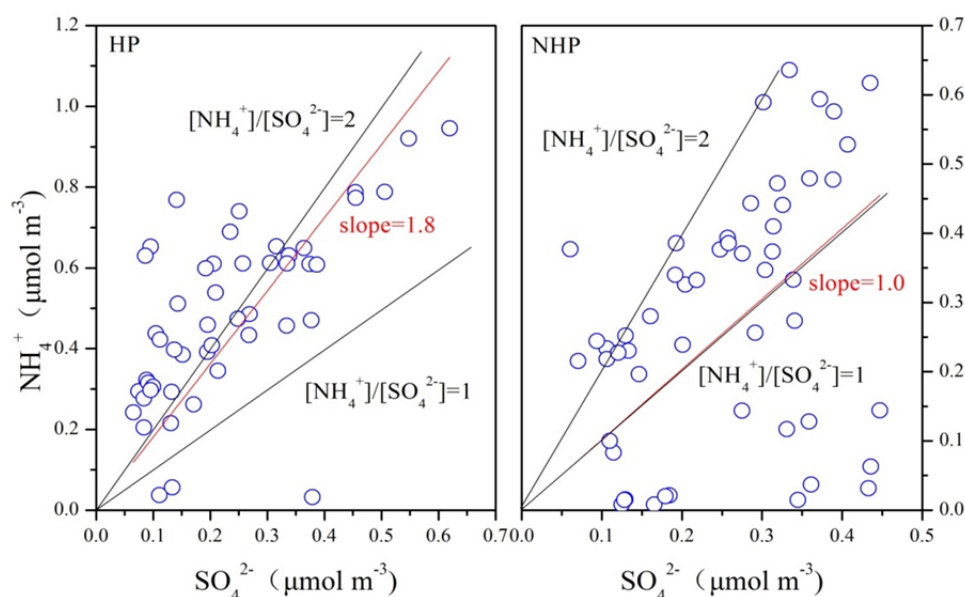 HP
[NH₄⁺]/[SO₄²⁻]=2
slope=1.8
[NH₄⁺]/[SO₄²⁻]=1
NH₄⁺（μmol m⁻³）
1.2
1.0
0.8
0.6
0.4
0.2
0.0
0.0 0.1 0.2 0.3 0.4 0.5 0.6 0.7
SO₄²⁻（μmol m⁻³）
NHP
[NH₄⁺]/[SO₄²⁻]=2
slope=1.0
[NH₄⁺]/[SO₄²⁻]=1
0.7
0.6
0.5
0.4
0.3
0.2
0.1
0.0
0.0 0.1 0.2 0.3 0.4 0.5
SO₄²⁻（μmol m⁻³）